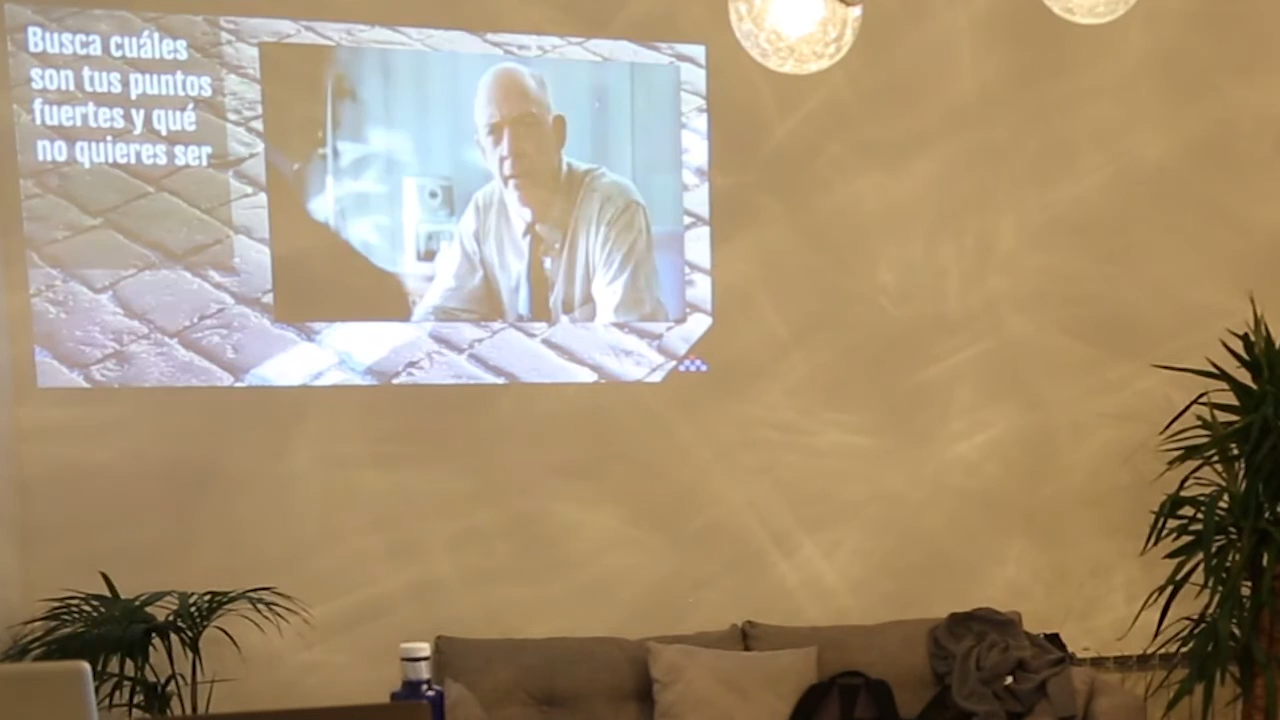 Busca cuáles
son tus puntos
fuertes y qué
no quieres ser